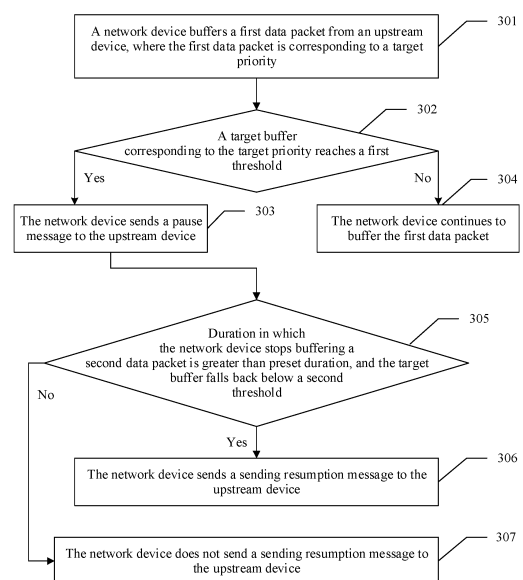 A network device buffers a first data packet from an upstream
device, where the first data packet is corresponding to a target
priority
301
302
A target buffer
corresponding to the target priority reaches a first
threshold
Yes
No
304
303
The network device sends a pause
message to the upstream device
The network device continues to
buffer the first data packet
305
Duration in which
the network device stops buffering a
second data packet is greater than preset duration, and the target
buffer falls back below a second
threshold
No
Yes
306
The network device sends a sending resumption message to the
upstream device
307
The network device does not send a sending resumption message to
the upstream device